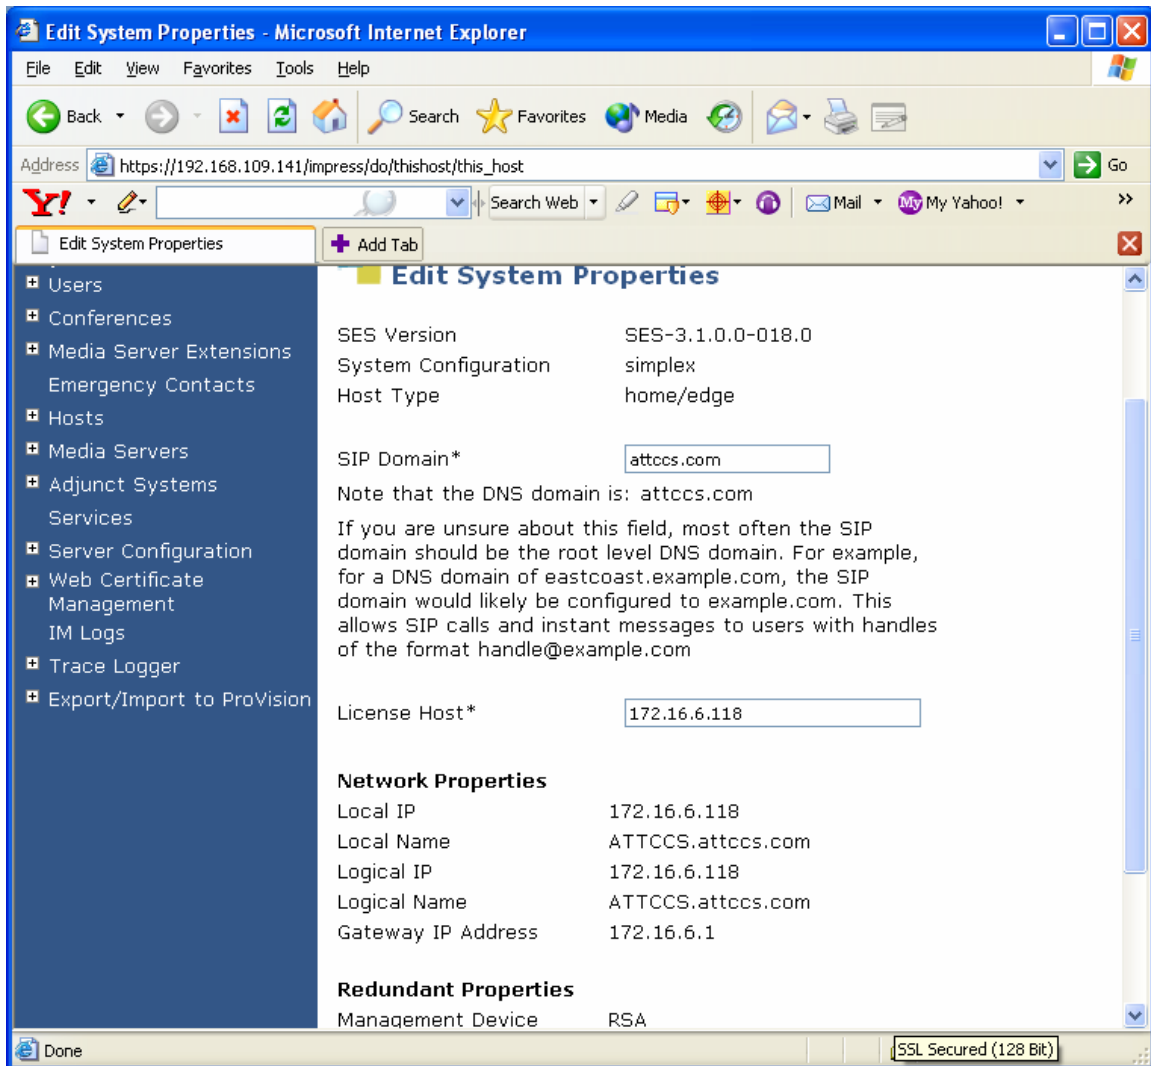 Edit System Properties - Microsoft Internet Explorer
File Edit View Favorites Tools Help
Back Search Favorites Media
Address https://192.168.109.141/impress/do/thishost/this_host Go
Y! Search Web Mail My My Yahoo! >>
Edit System Properties Add Tab
Edit System Properties
Users
Conferences
Media Server Extensions
Emergency Contacts
Hosts
Media Servers
Adjunct Systems
Services
Server Configuration
Web Certificate
Management
IM Logs
Trace Logger
Export/Import to ProVision
SES Version SES-3.1.0.0-018.0
System Configuration simplex
Host Type home/edge
SIP Domain* attccs.com
Note that the DNS domain is: attccs.com
If you are unsure about this field, most often the SIP
domain should be the root level DNS domain. For example,
for a DNS domain of eastcoast.example.com, the SIP
domain would likely be configured to example.com. This
allows SIP calls and instant messages to users with handles
of the format handle@example.com
License Host* 172.16.6.118
Network Properties
Local IP 172.16.6.118
Local Name ATTCCS.attccs.com
Logical IP 172.16.6.118
Logical Name ATTCCS.attccs.com
Gateway IP Address 172.16.6.1
Redundant Properties
Management Device RSA
Done SSL Secured (128 Bit)